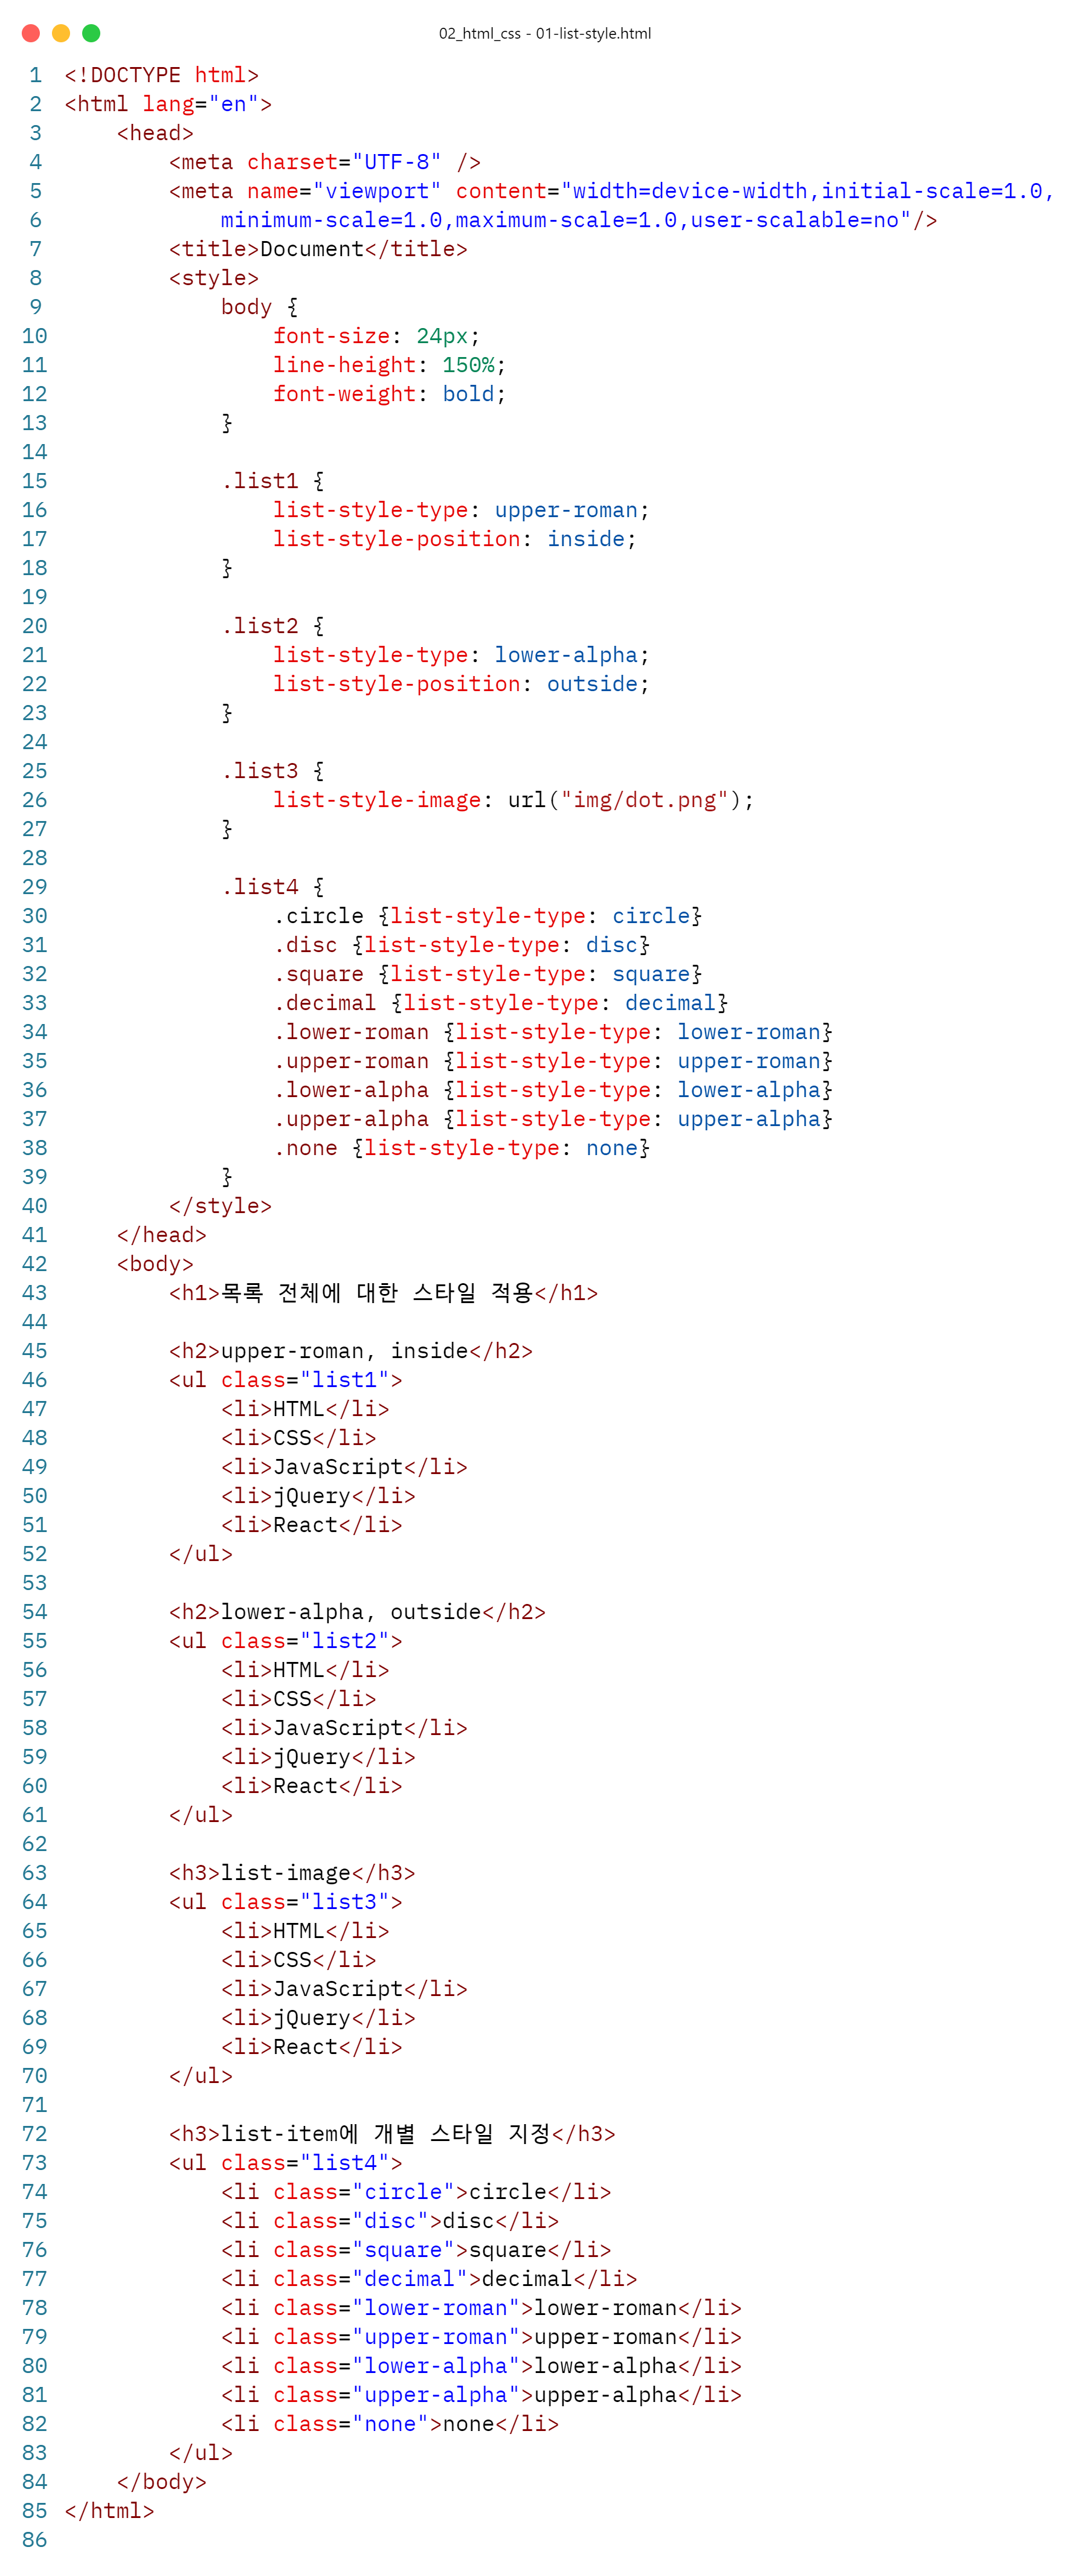 02_html_css - 01-list-style.html
1 <!DOCTYPE html>
2 <html lang="en">
3     <head>
4         <meta charset="UTF-8" />
5         <meta name="viewport" content="width=device-width,initial-scale=1.0,
6             minimum-scale=1.0,maximum-scale=1.0,user-scalable=no"/>
7         <title>Document</title>
8         <style>
9             body {
10                 font-size: 24px;
11                 line-height: 150%;
12                 font-weight: bold;
13             }
14
15             .list1 {
16                 list-style-type: upper-roman;
17                 list-style-position: inside;
18             }
19
20             .list2 {
21                 list-style-type: lower-alpha;
22                 list-style-position: outside;
23             }
24
25             .list3 {
26                 list-style-image: url("img/dot.png");
27             }
28
29             .list4 {
30                 .circle {list-style-type: circle}
31                 .disc {list-style-type: disc}
32                 .square {list-style-type: square}
33                 .decimal {list-style-type: decimal}
34                 .lower-roman {list-style-type: lower-roman}
35                 .upper-roman {list-style-type: upper-roman}
36                 .lower-alpha {list-style-type: lower-alpha}
37                 .upper-alpha {list-style-type: upper-alpha}
38                 .none {list-style-type: none}
39             }
40         </style>
41     </head>
42     <body>
43         <h1>목록 전체에 대한 스타일 적용</h1>
44
45         <h2>upper-roman, inside</h2>
46         <ul class="list1">
47             <li>HTML</li>
48             <li>CSS</li>
49             <li>JavaScript</li>
50             <li>jQuery</li>
51             <li>React</li>
52         </ul>
53
54         <h2>lower-alpha, outside</h2>
55         <ul class="list2">
56             <li>HTML</li>
57             <li>CSS</li>
58             <li>JavaScript</li>
59             <li>jQuery</li>
60             <li>React</li>
61         </ul>
62
63         <h3>list-image</h3>
64         <ul class="list3">
65             <li>HTML</li>
66             <li>CSS</li>
67             <li>JavaScript</li>
68             <li>jQuery</li>
69             <li>React</li>
70         </ul>
71
72         <h3>list-item에 개별 스타일 지정</h3>
73         <ul class="list4">
74             <li class="circle">circle</li>
75             <li class="disc">disc</li>
76             <li class="square">square</li>
77             <li class="decimal">decimal</li>
78             <li class="lower-roman">lower-roman</li>
79             <li class="upper-roman">upper-roman</li>
80             <li class="lower-alpha">lower-alpha</li>
81             <li class="upper-alpha">upper-alpha</li>
82             <li class="none">none</li>
83         </ul>
84     </body>
85 </html>
86